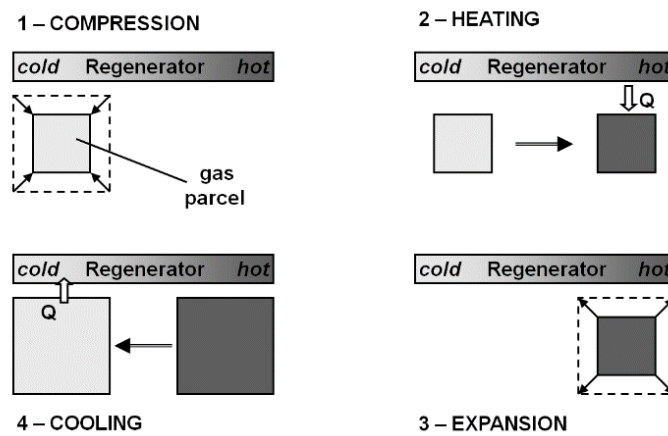 1 – COMPRESSION
cold Regenerator hot
gas
parcel
2 – HEATING
cold Regenerator hot
Q
cold Regenerator hot
Q
4 – COOLING
cold Regenerator hot
3 – EXPANSION